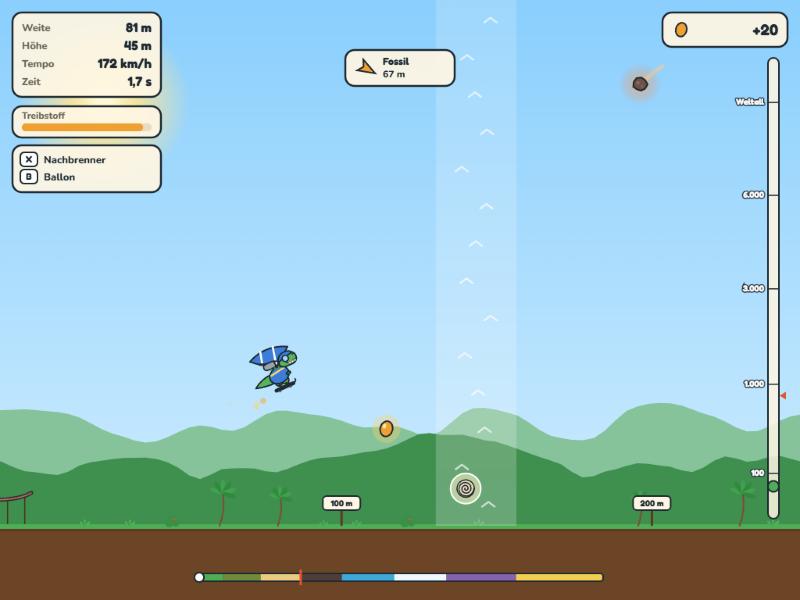 Weite 81 m
Höhe 45 m
Tempo 172 km/h
Zeit 1,7 s
Treibstoff
X Nachbrenner
B Ballon
Fossil
67 m
+20
Weltall
6.000
3.000
1.000
100
100 m
200 m